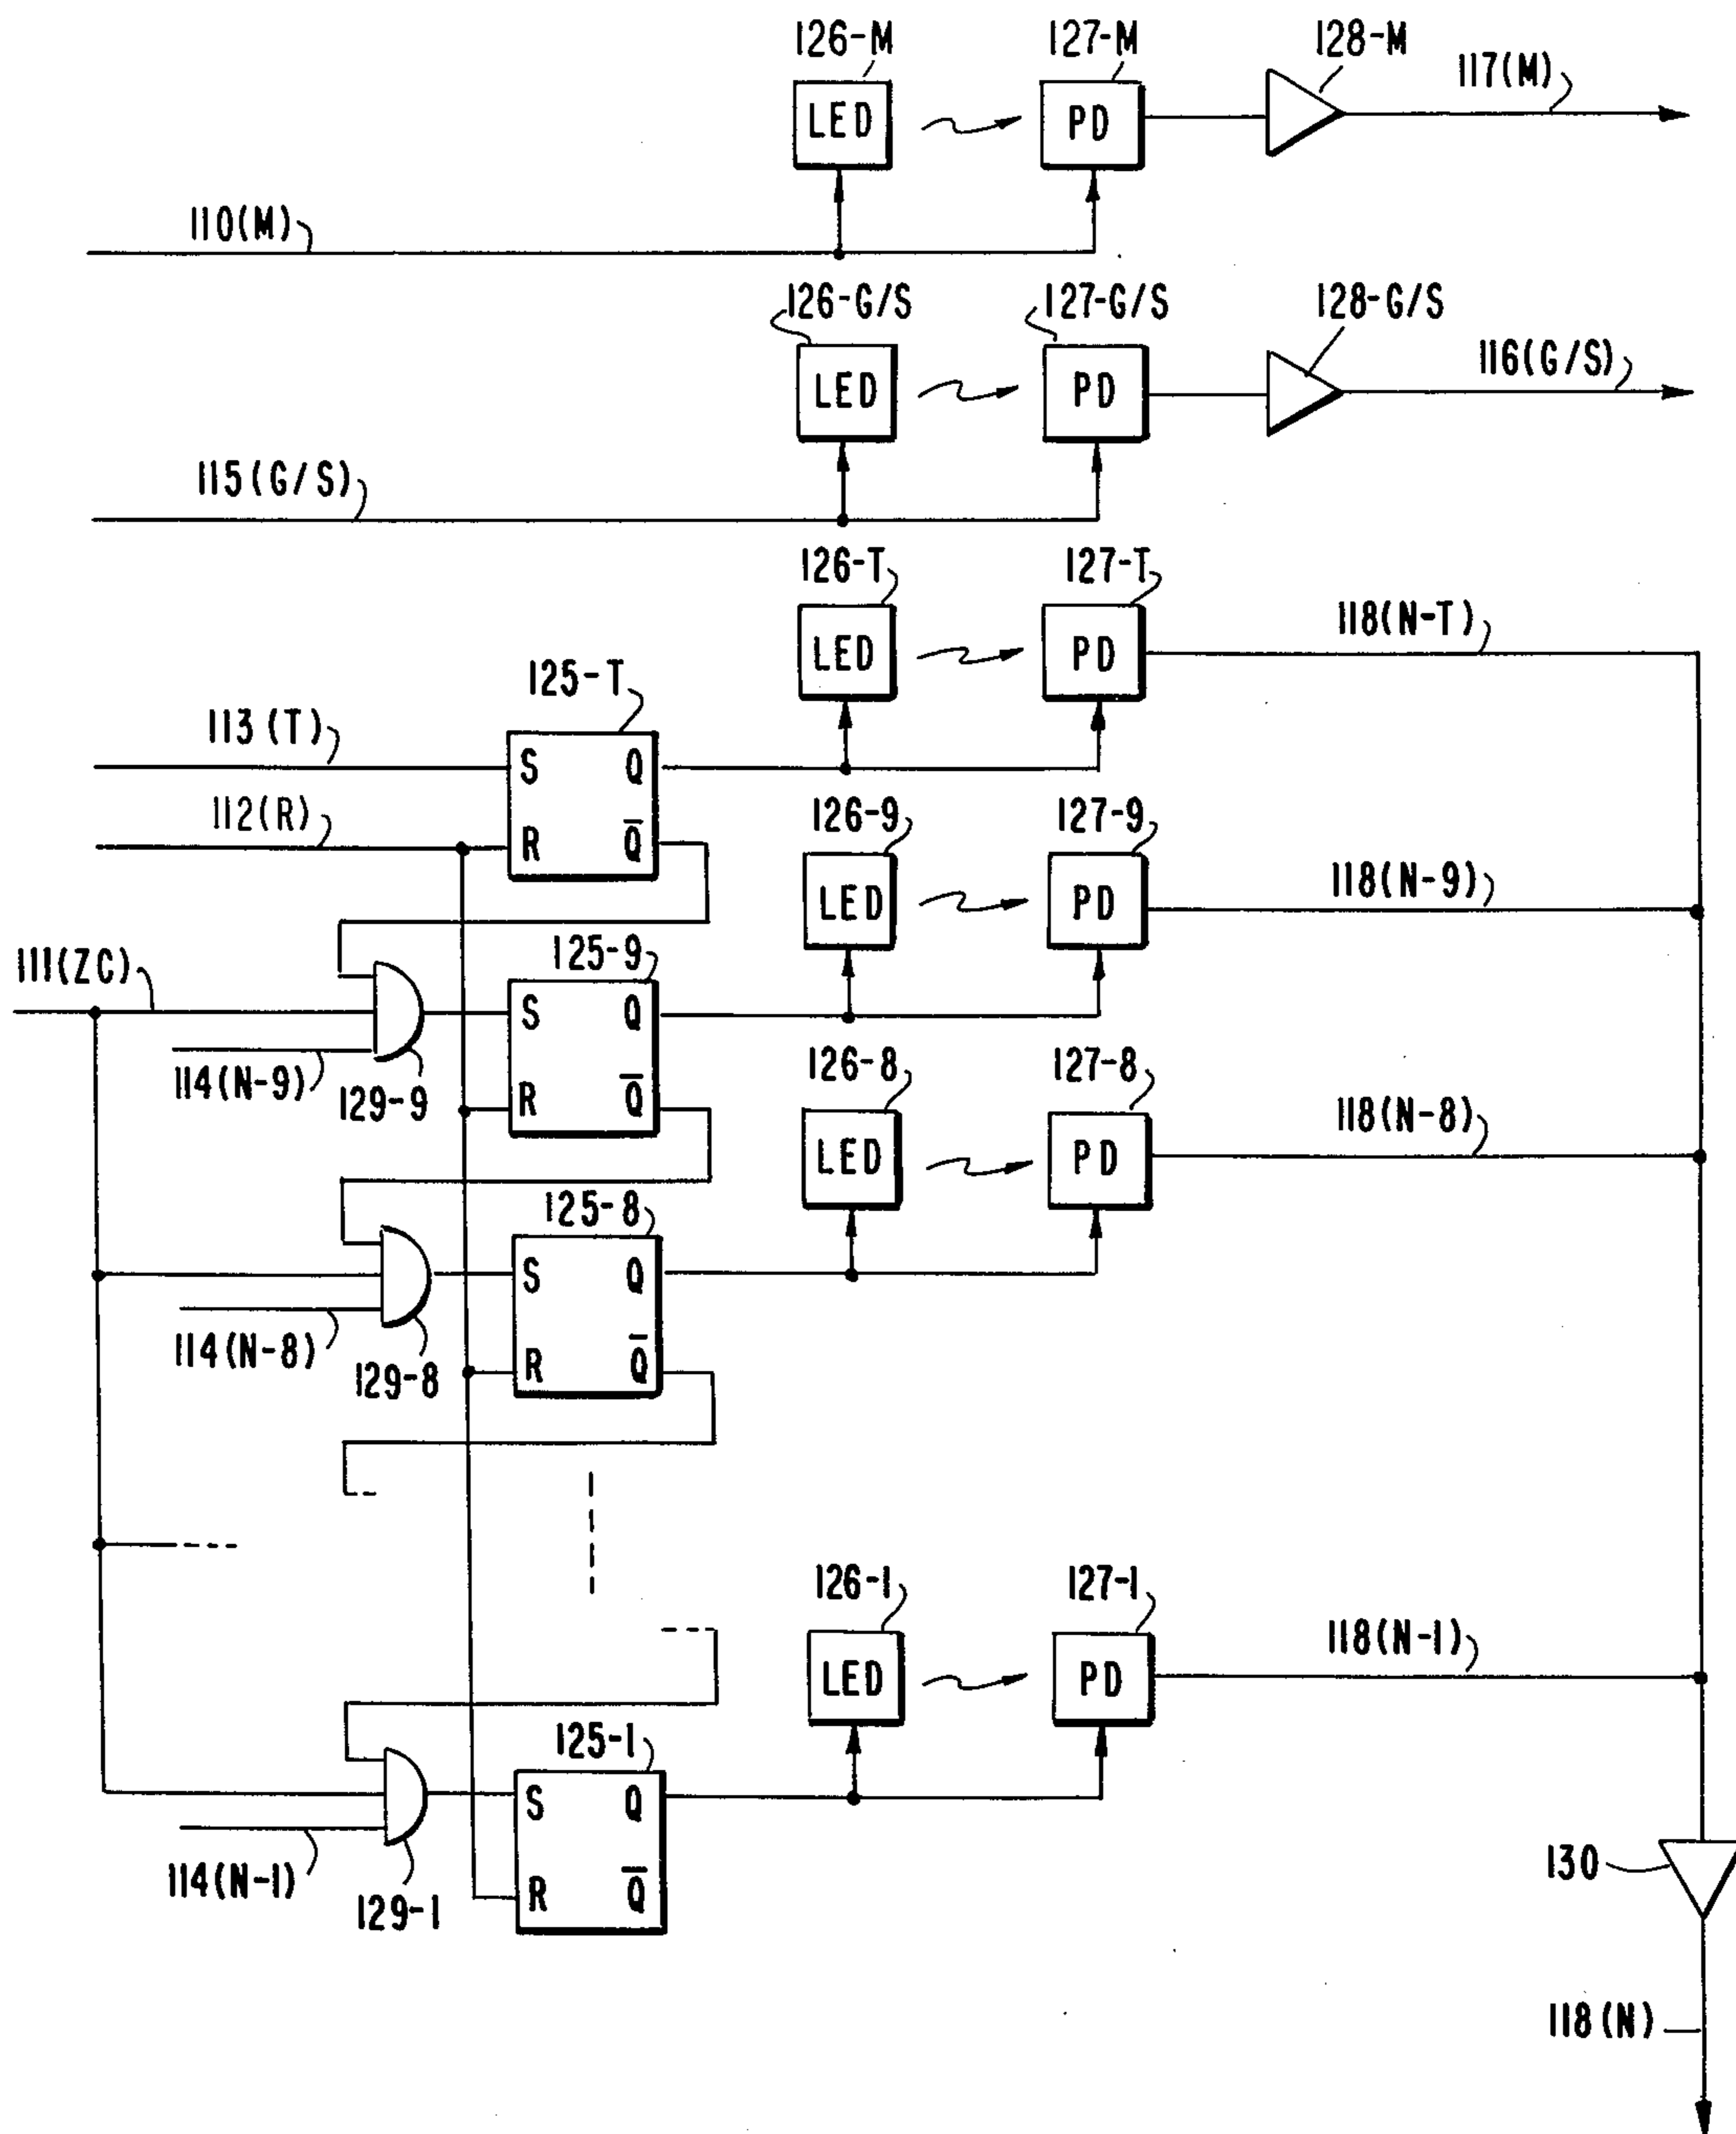 126-M 127-M 128-M 117(M)
LED PD
110(M)
126-G/S 127-G/S 128-G/S 116(G/S)
LED PD
115(G/S)
126-T 127-T
LED PD 118(N-T)
125-T
113 (T) S Q
112(R) R Q̅
126-9 127-9
LED PD 118(N-9)
111(ZC) 125-9
S Q
114(N-9) 129-9 R Q̅
126-8 127-8
LED PD 118(N-8)
125-8
S Q
114(N-8) 129-8 R Q̅
126-1 127-1
LED PD 118(N-1)
125-1
S Q
114(N-1) 129-1 R Q̅
130
118(N)